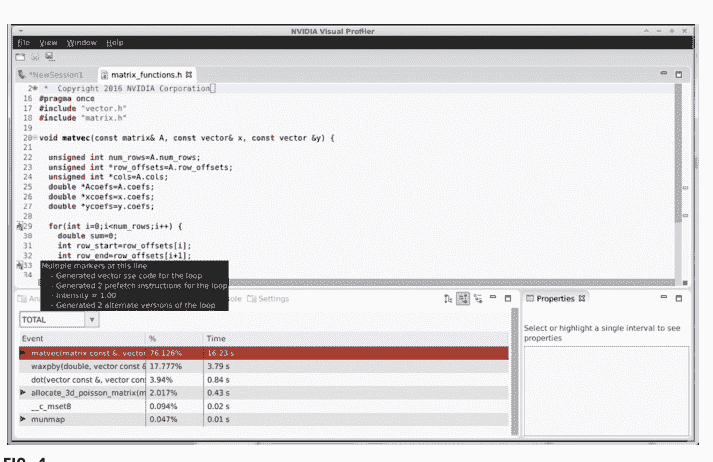 NVIDIA Visual Profiler
File View Window Help
*NewSession1 matrix_functions.h
2 * Copyright 2016 NVIDIA Corporation
16 #pragma once
17 #include "vector.h"
18 #include "matrix.h"
19
20 void matvec(const matrix& A, const vector& x, const vector &y) {
21
22 unsigned int num_rows=A.num_rows;
23 unsigned int *row_offsets=A.row_offsets;
24 unsigned int *cols=A.cols;
25 double *Acoefs=A.coefs;
26 double *xcoefs=x.coefs;
27 double *ycoefs=y.coefs;
28
29 for(int i=0;i<num_rows;i++) {
30 double sum=0;
31 int row_start=row_offsets[i];
32 int row_end=row_offsets[i+1];
33 Multiple markers at this line
34 - Generated vector sse code for the loop
- Generated 2 prefetch instructions for the loop
- Intensity = 1.00
- Generated 2 alternate versions of the loop
Settings
Properties
TOTAL
Select or highlight a single interval to see
properties
Event % Time
matvec(matrix const &, vector 76.126% 16.23 s
waxpby(double, vector const & 17.777% 3.79 s
dot(vector const &, vector con 3.94% 0.84 s
allocate_3d_poisson_matrix(m 2.017% 0.43 s
__c_mset8 0.094% 0.02 s
munmap 0.047% 0.01 s